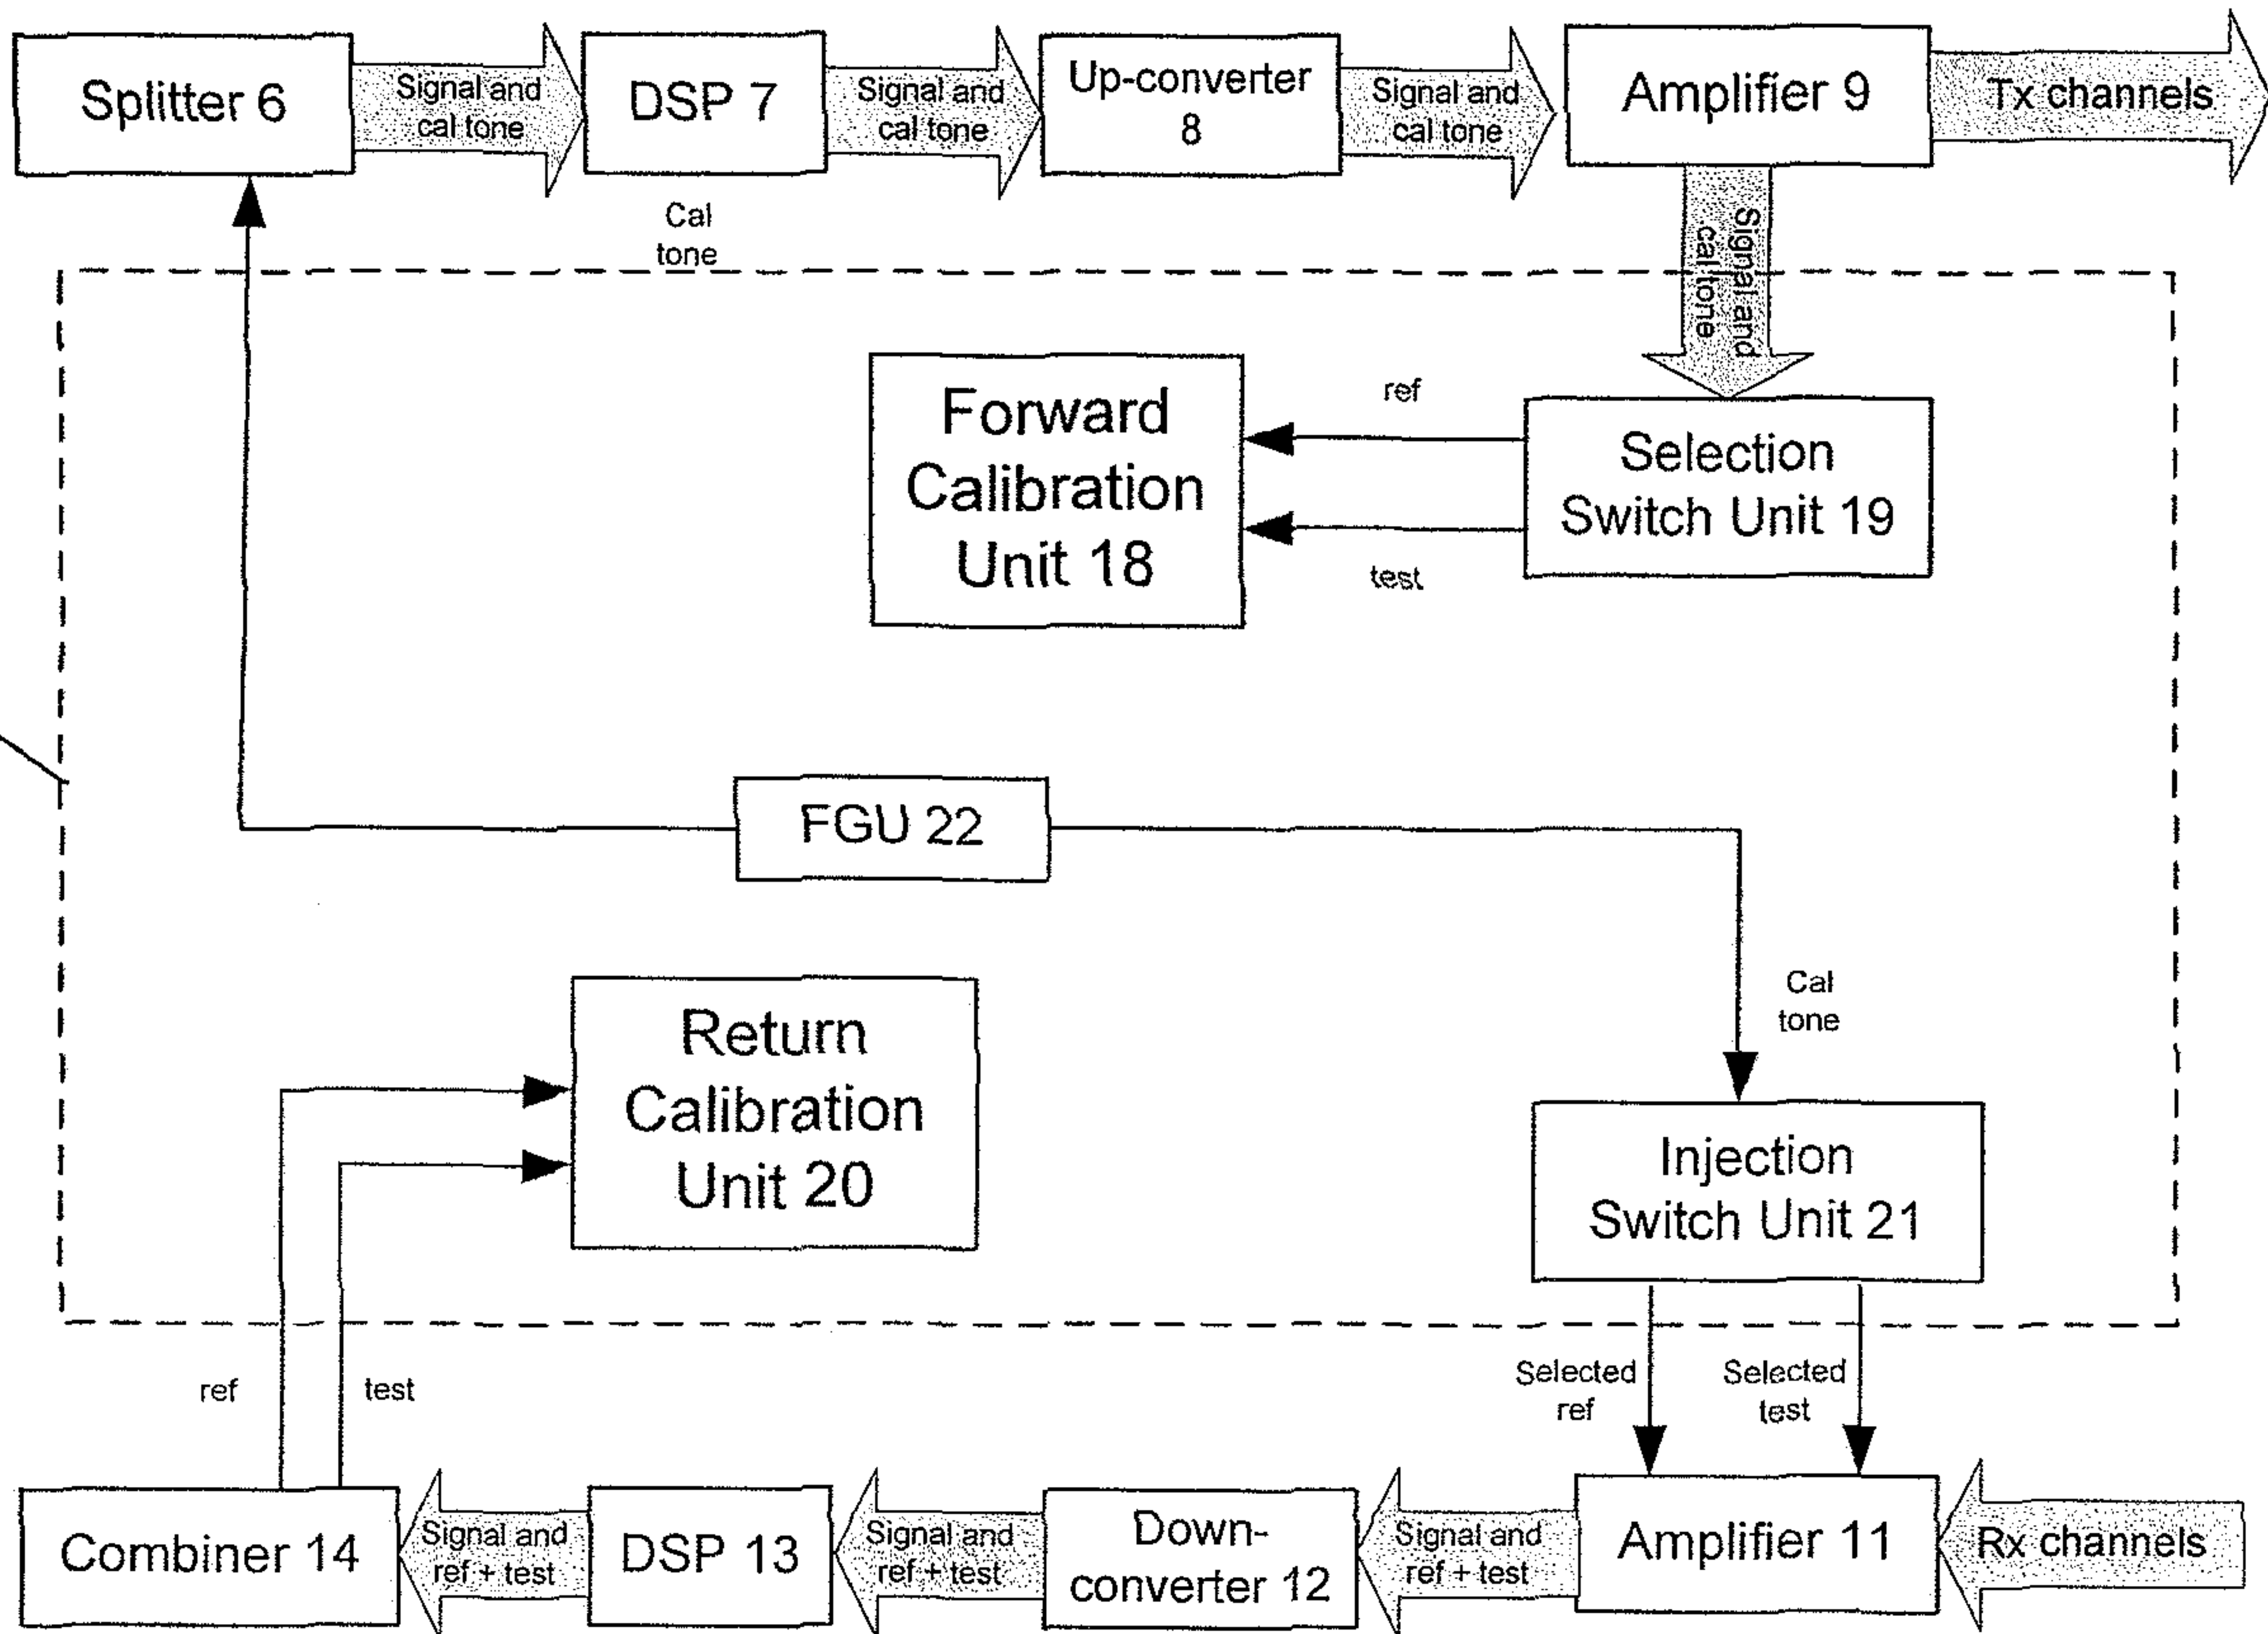 Splitter 6
Signal and
cal tone
DSP 7
Signal and
cal tone
Up-converter
8
Signal and
cal tone
Amplifier 9
Tx channels
Cal
tone
Signal and
cal tone
Forward
Calibration
Unit 18
ref
test
Selection
Switch Unit 19
FGU 22
Cal
tone
Return
Calibration
Unit 20
Injection
Switch Unit 21
ref
test
Selected
ref
Selected
test
Combiner 14
Signal and
ref + test
DSP 13
Signal and
ref + test
Down-
converter 12
Signal and
ref + test
Amplifier 11
Rx channels